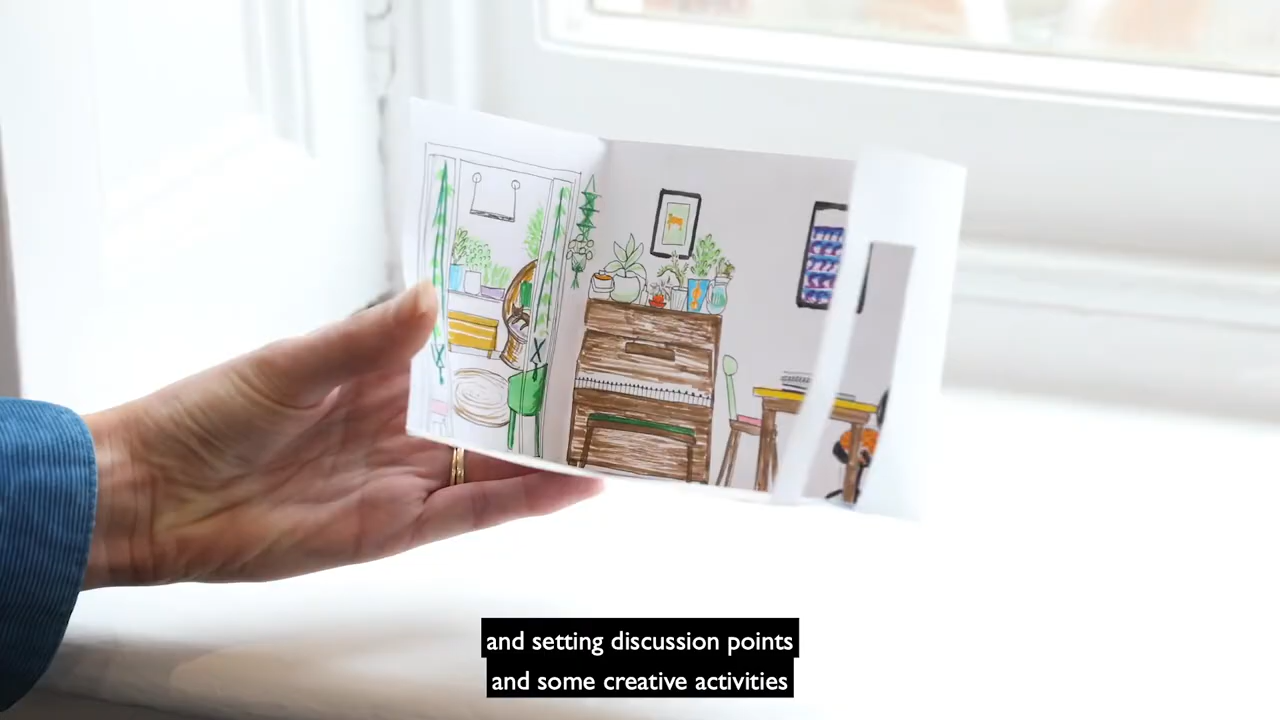 and setting discussion points
and some creative activities